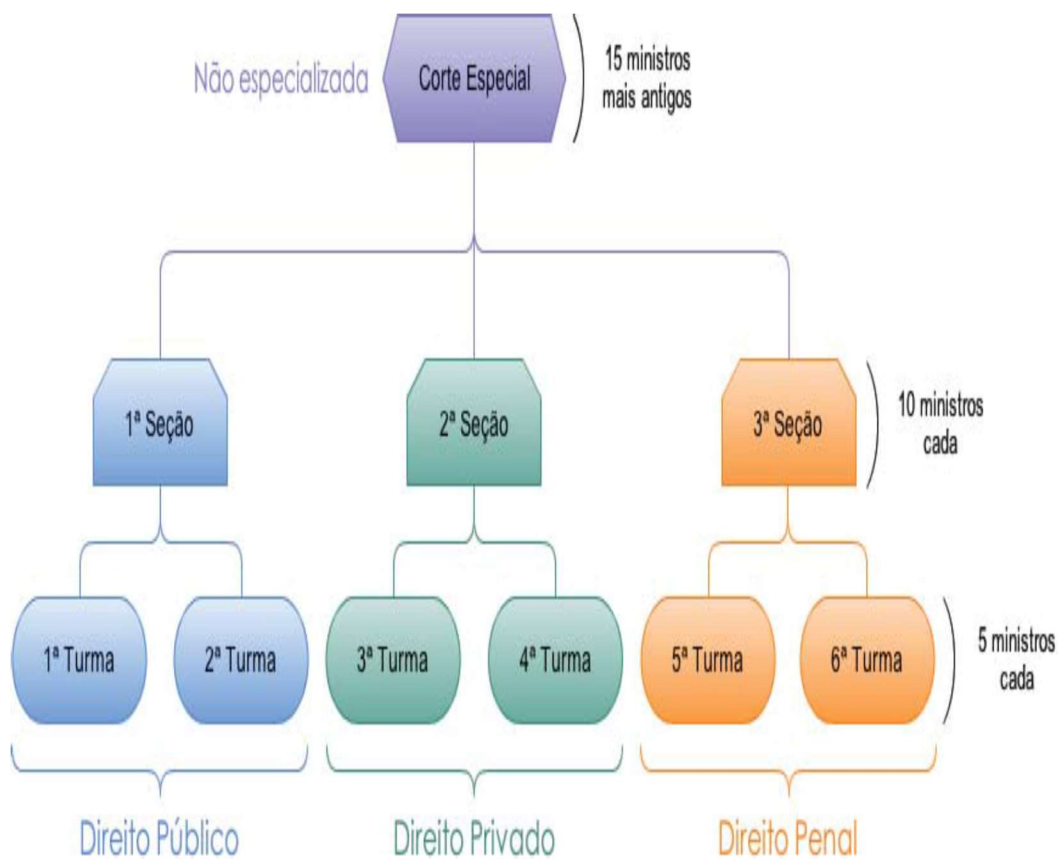 Não especializada
Corte Especial
15 ministros
mais antigos
1ª Seção
2ª Seção
3ª Seção
10 ministros
cada
1ª Turma
2ª Turma
3ª Turma
4ª Turma
5ª Turma
6ª Turma
5 ministros
cada
Direito Público
Direito Privado
Direito Penal